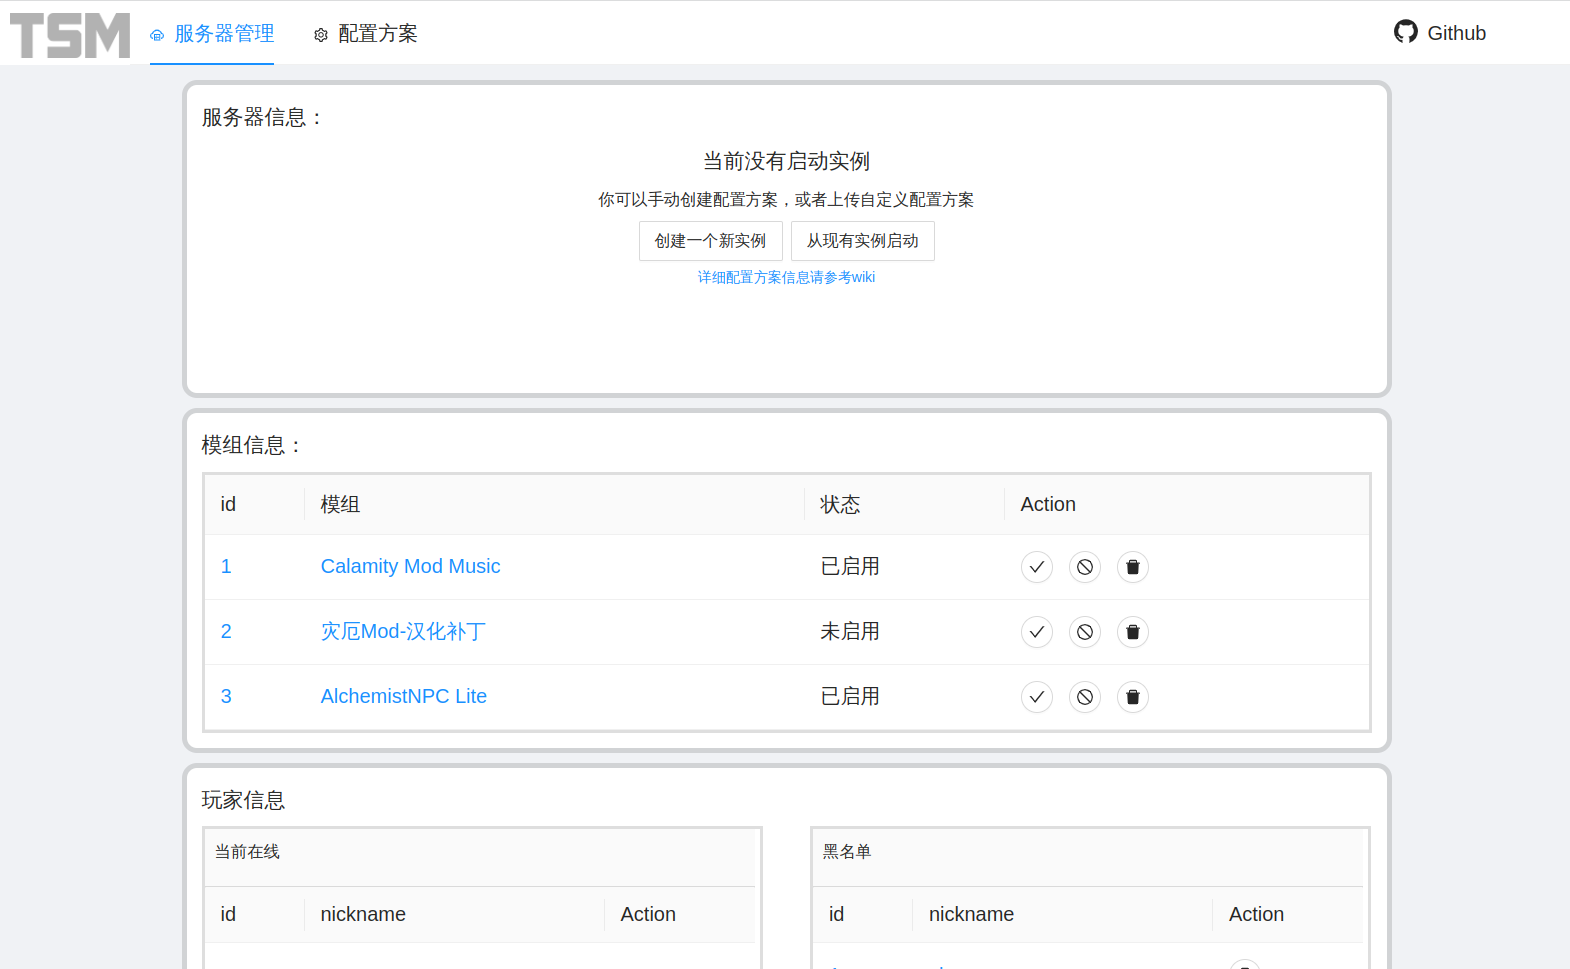 TSM 服务器管理 配置方案 Github
服务器信息：
当前没有启动实例
你可以手动创建配置方案，或者上传自定义配置方案
创建一个新实例 从现有实例启动
详细配置方案信息请参考wiki
模组信息：
id 模组 状态 Action
1 Calamity Mod Music 已启用
2 灾厄Mod-汉化补丁 未启用
3 AlchemistNPC Lite 已启用
玩家信息
当前在线 黑名单
id nickname Action id nickname Action